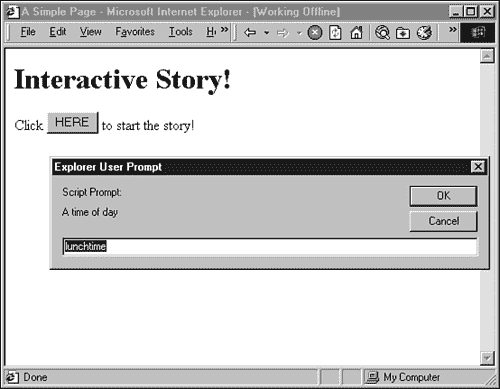 A Simple Page - Microsoft Internet Explorer - [Working Offline]
File Edit View Favorites Tools
Interactive Story!
Click HERE to start the story!
Explorer User Prompt
Script Prompt:
OK
A time of day
Cancel
lunchtime
Done
My Computer